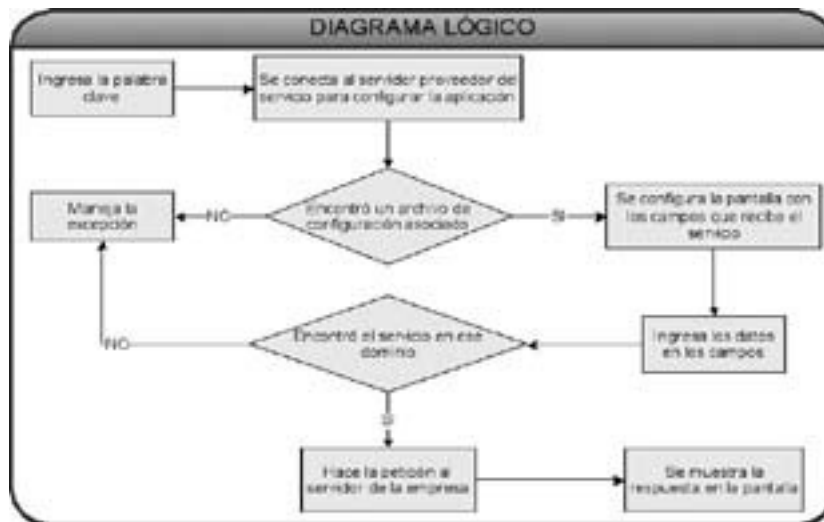 DIAGRAMA LÓGICO
Ingresa la palabra
clave
Se conecta al servidor proveedor del
servicio para configurar la aplicación
Encontró un archivo de
configuración asociado
NO
Maneja la
excepción
SI
Se configura la pantalla con
los campos que recibe el
servicio
Ingresa los datos
en los campos
Encontró el servicio en ese
dominio
NO
SI
Hace la petición al
servidor de la empresa
Se muestra la
respuesta en la pantalla